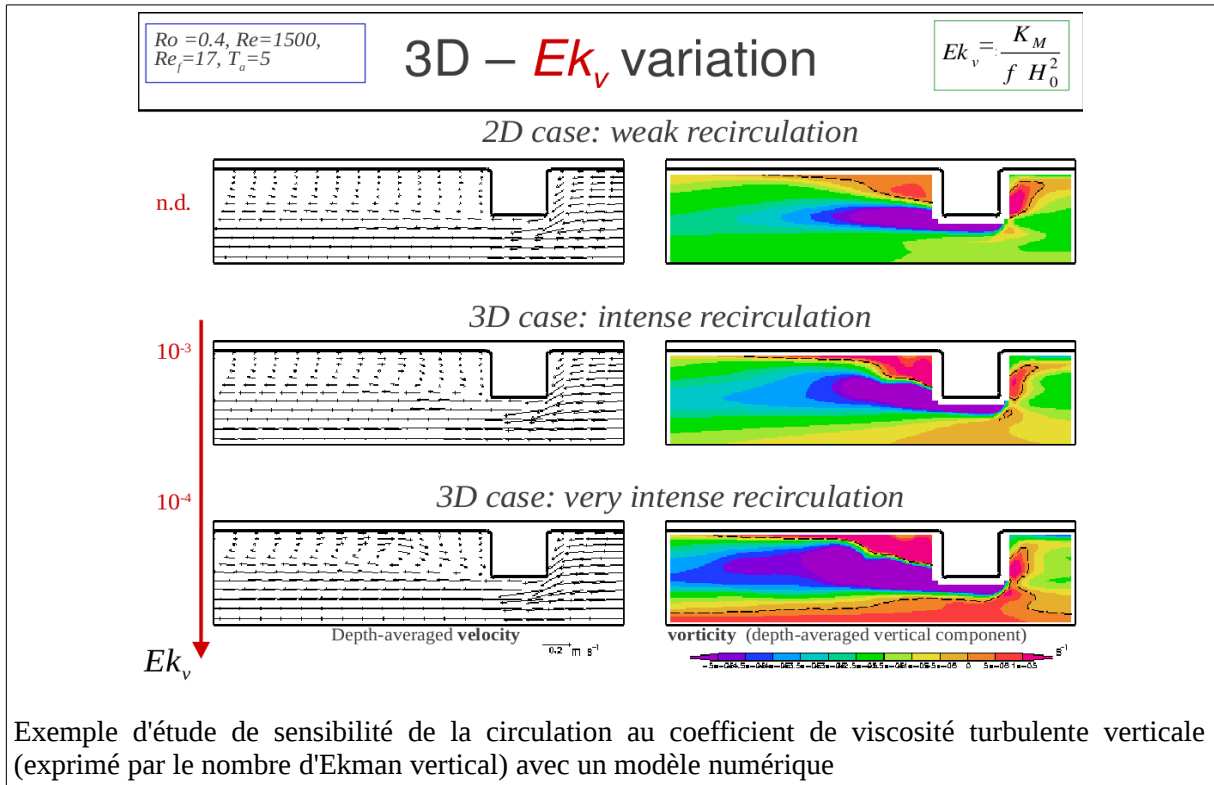 Ro =0.4, Re=1500,
Re_f=17, T_a=5
3D – Ek_v variation
Ek_v = K_M / f H_0^2
2D case: weak recirculation
n.d.
3D case: intense recirculation
10^-3
10^-4
3D case: very intense recirculation
Depth-averaged velocity
vorticity (depth-averaged vertical component)
0.2 m s^-1
s^-1
Ek_v
Exemple d'étude de sensibilité de la circulation au coefficient de viscosité turbulente verticale
(exprimé par le nombre d'Ekman vertical) avec un modèle numérique